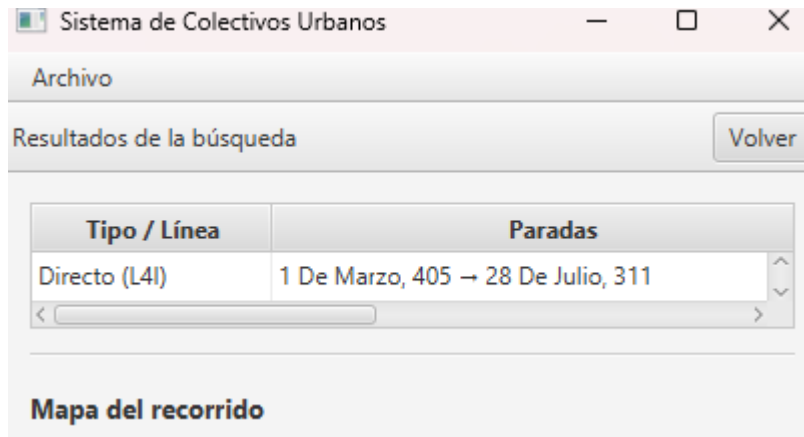 Sistema de Colectivos Urbanos
Archivo
Resultados de la búsqueda Volver
Tipo / Línea Paradas
Directo (L4I) 1 De Marzo, 405 → 28 De Julio, 311
Mapa del recorrido